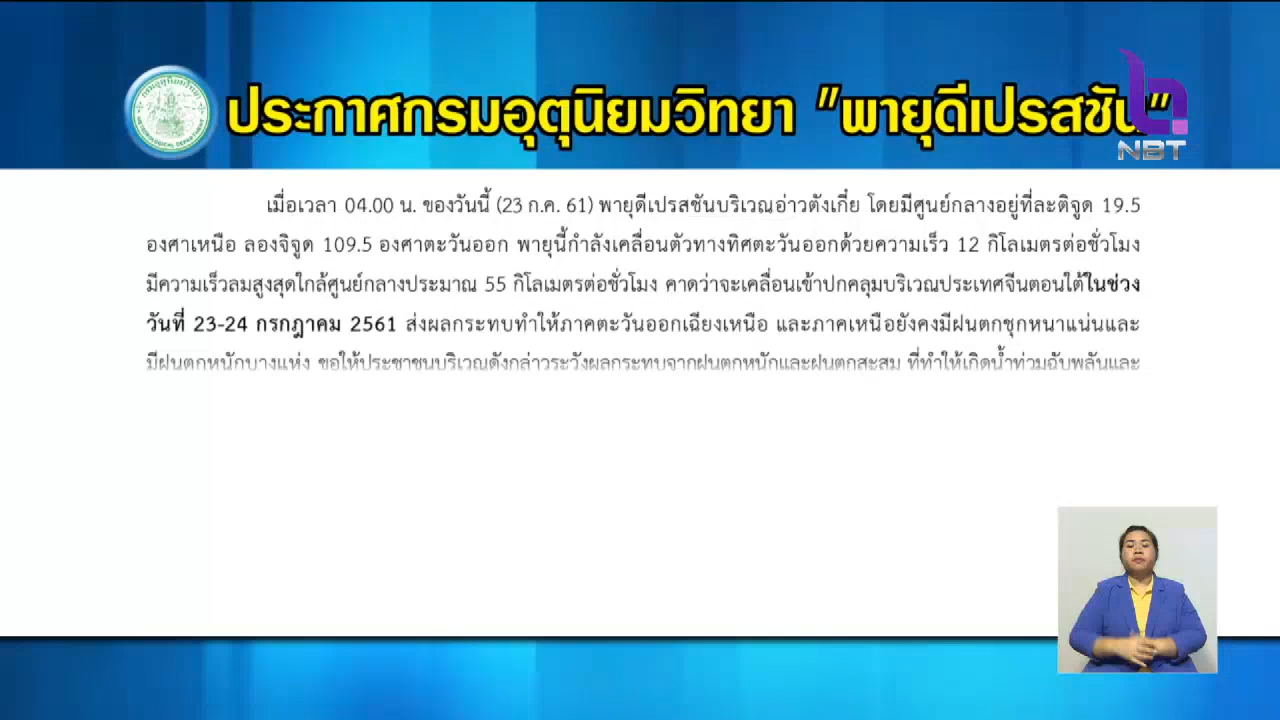 ประกาศกรมอุตุนิยมวิทยา "พายุดีเปรสชัน"
NBT
เมื่อเวลา 04.00 น. ของวันนี้ (23 ก.ค. 61) พายุดีเปรสชันบริเวณอ่าวตังเกี๋ย โดยมีศูนย์กลางอยู่ที่ละติจูด 19.5
องศาเหนือ ลองจิจูด 109.5 องศาตะวันออก พายุนี้กำลังเคลื่อนตัวทางทิศตะวันออกด้วยความเร็ว 12 กิโลเมตรต่อชั่วโมง
มีความเร็วลมสูงสุดใกล้ศูนย์กลางประมาณ 55 กิโลเมตรต่อชั่วโมง คาดว่าจะเคลื่อนเข้าปกคลุมบริเวณประเทศจีนตอนใต้ในช่วง
วันที่ 23-24 กรกฎาคม 2561 ส่งผลกระทบทำให้ภาคตะวันออกเฉียงเหนือ และภาคเหนือยังคงมีฝนตกชุกหนาแน่นและ
มีฝนตกหนักบางแห่ง ขอให้ประชาชนบริเวณดังกล่าวระวังผลกระทบจากฝนตกหนักและฝนตกสะสม ที่ทำให้เกิดน้ำท่วมฉับพลันและ